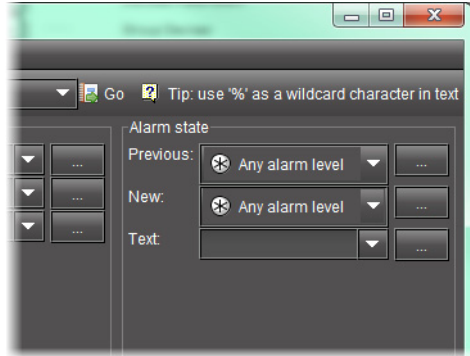 Go Tip: use '%' as a wildcard character in text
Alarm state
Previous: Any alarm level ...
...
New: Any alarm level ...
...
Text: ...
...